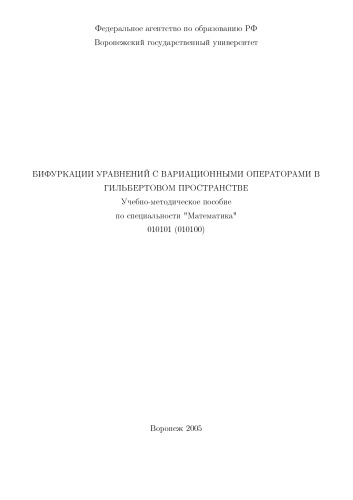 Федеральное агентство по образованию РФ
Воронежский государственный университет
БИФУРКАЦИИ УРАВНЕНИЙ С ВАРИАЦИОННЫМИ ОПЕРАТОРАМИ В
ГИЛЬБЕРТОВОМ ПРОСТРАНСТВЕ
Учебно-методическое пособие
по специальности "Математика"
010101 (010100)
Воронеж 2005